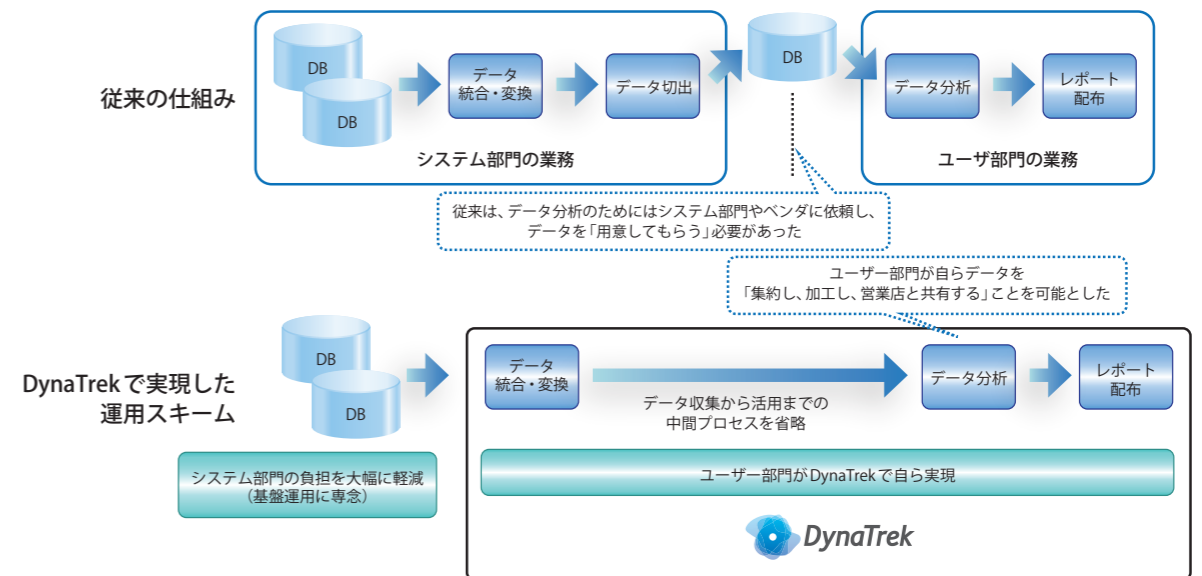 従来の仕組み
DB
DB
データ
統合・変換
データ切出
システム部門の業務
DB
データ分析
レポート
配布
ユーザ部門の業務
従来は、データ分析のためにはシステム部門やベンダに依頼し、
データを「用意してもらう」必要があった
ユーザー部門が自らデータを
「集約し、加工し、営業店と共有する」ことを可能とした
DynaTrekで実現した
運用スキーム
DB
DB
データ
統合・変換
データ収集から活用までの
中間プロセスを省略
データ分析
レポート
配布
システム部門の負担を大幅に軽減
（基盤運用に専念）
ユーザー部門がDynaTrekで自ら実現
DynaTrek